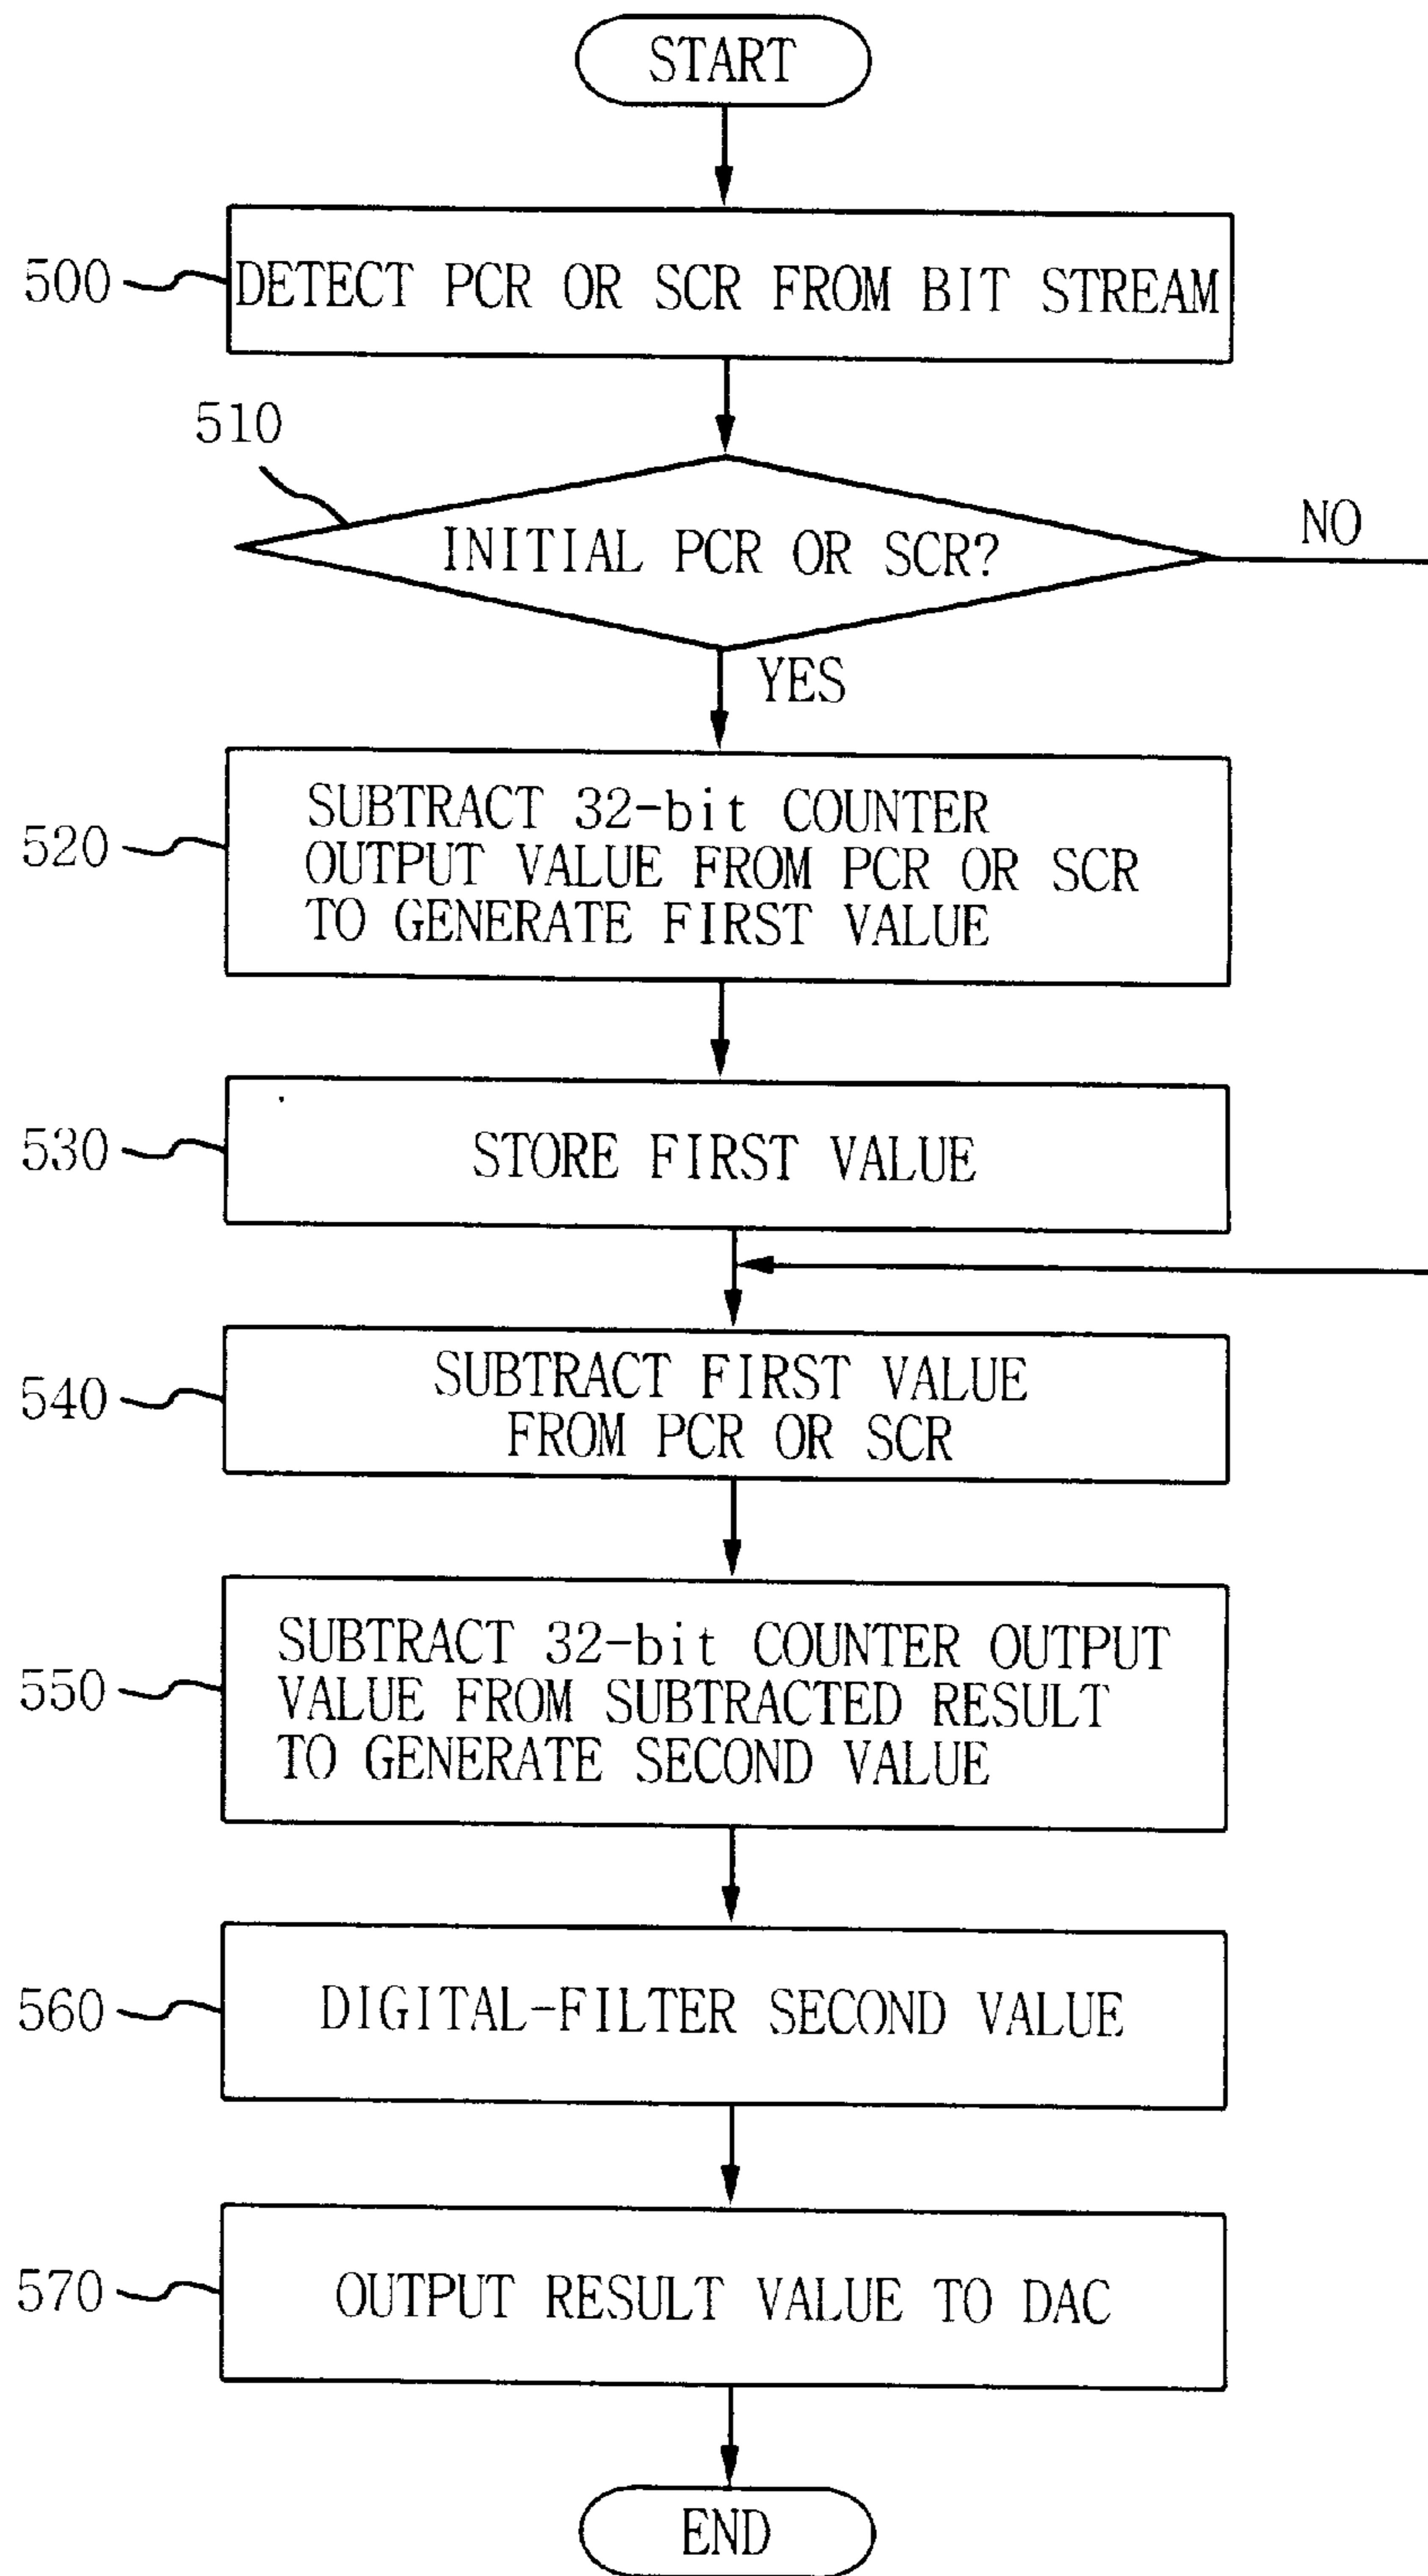 START
500
DETECT PCR OR SCR FROM BIT STREAM
510
INITIAL PCR OR SCR?
NO
YES
520
SUBTRACT 32-bit COUNTER
OUTPUT VALUE FROM PCR OR SCR
TO GENERATE FIRST VALUE
530
STORE FIRST VALUE
540
SUBTRACT FIRST VALUE
FROM PCR OR SCR
550
SUBTRACT 32-bit COUNTER OUTPUT
VALUE FROM SUBTRACTED RESULT
TO GENERATE SECOND VALUE
560
DIGITAL-FILTER SECOND VALUE
570
OUTPUT RESULT VALUE TO DAC
END